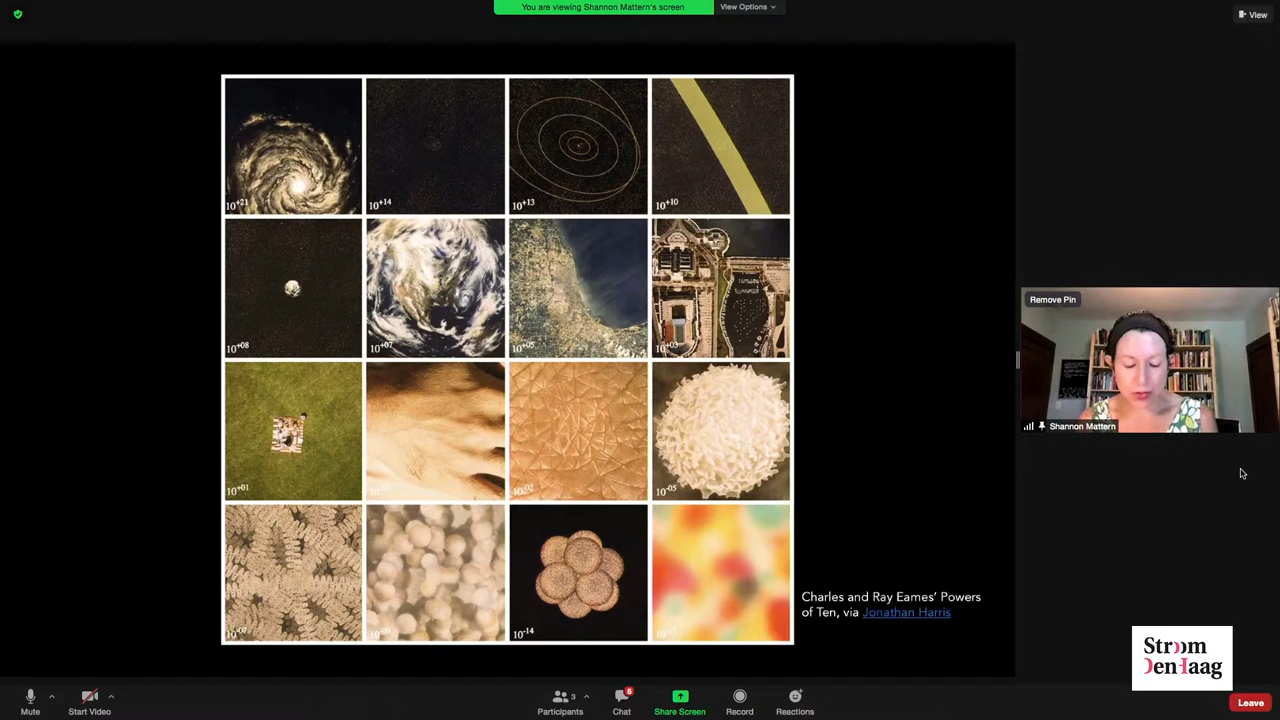 You are viewing Shannon Mattern's screen
View Options
View
10+21
10+14
10+13
10+10
10+08
10+07
10+05
10+03
10+01
10-02
10-05
10-07
10-14
Charles and Ray Eames' Powers
of Ten, via Jonathan Harris
Remove Pin
Shannon Mattern
Stroom
Den Haag
Mute
Start Video
Participants
3
Chat
6
Share Screen
Record
Reactions
Leave